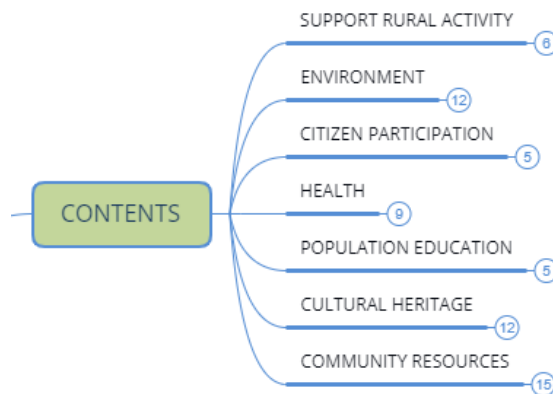 SUPPORT RURAL ACTIVITY
6
ENVIRONMENT
12
CITIZEN PARTICIPATION
5
CONTENTS
HEALTH
9
POPULATION EDUCATION
5
CULTURAL HERITAGE
12
COMMUNITY RESOURCES
15